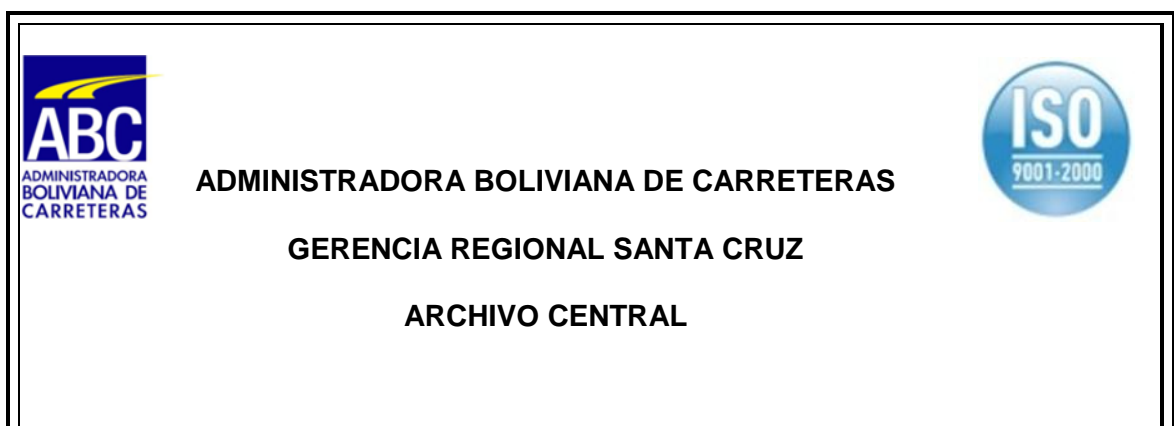 ABC
ADMINISTRADORA
BOLIVIANA DE
CARRETERAS
ISO
9001-2000
ADMINISTRADORA BOLIVIANA DE CARRETERAS
GERENCIA REGIONAL SANTA CRUZ
ARCHIVO CENTRAL